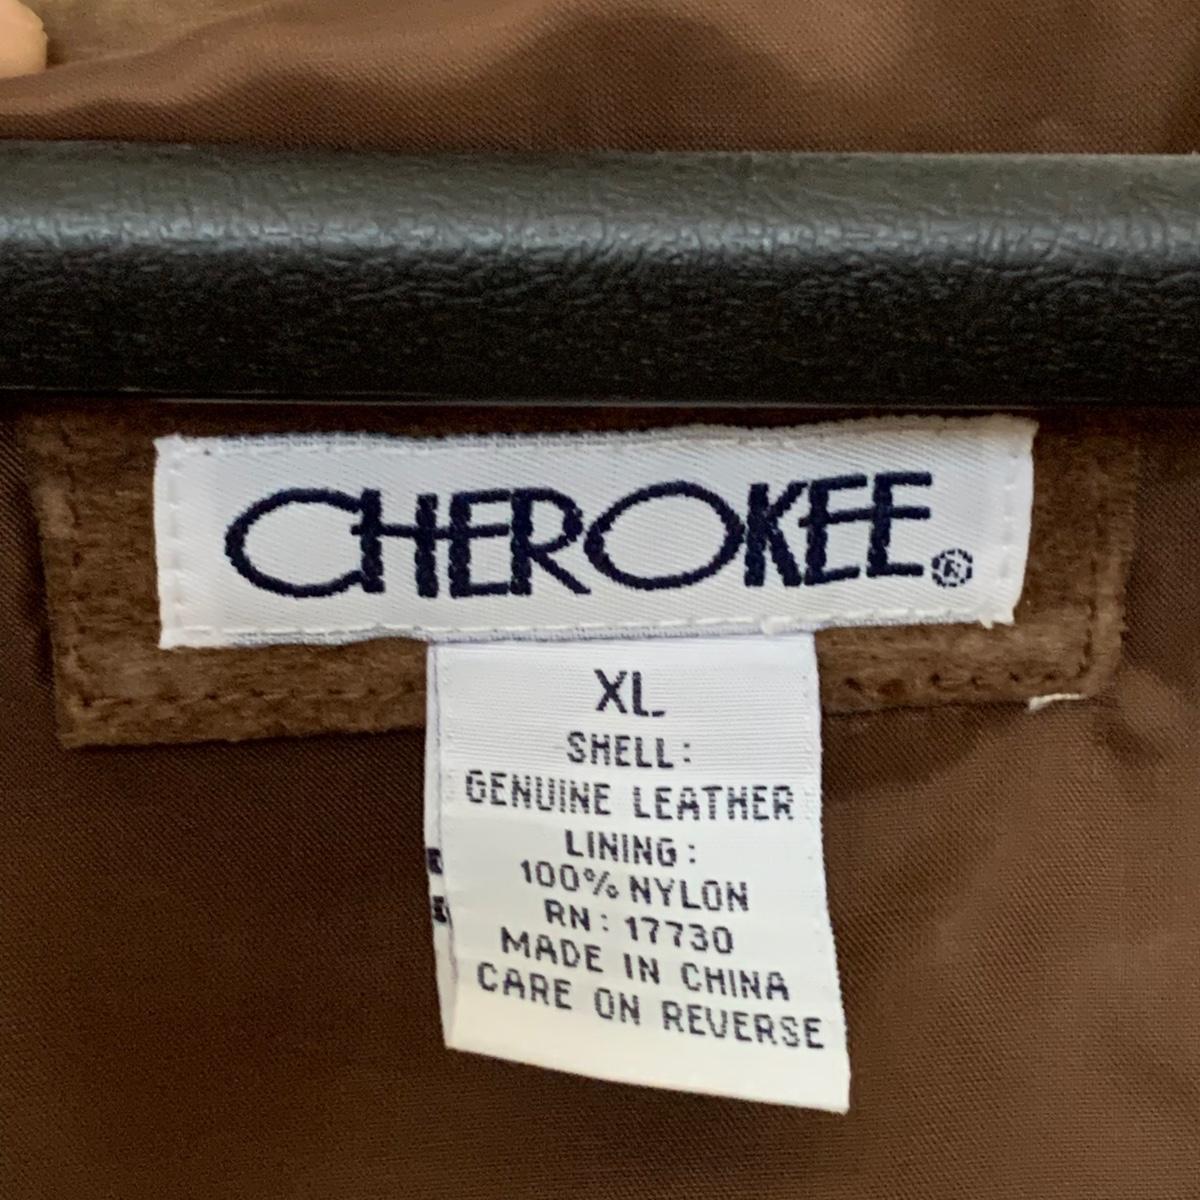 CHEROKEE®
XL
SHELL:
GENUINE LEATHER
LINING:
100% NYLON
RN: 17730
MADE IN CHINA
CARE ON REVERSE